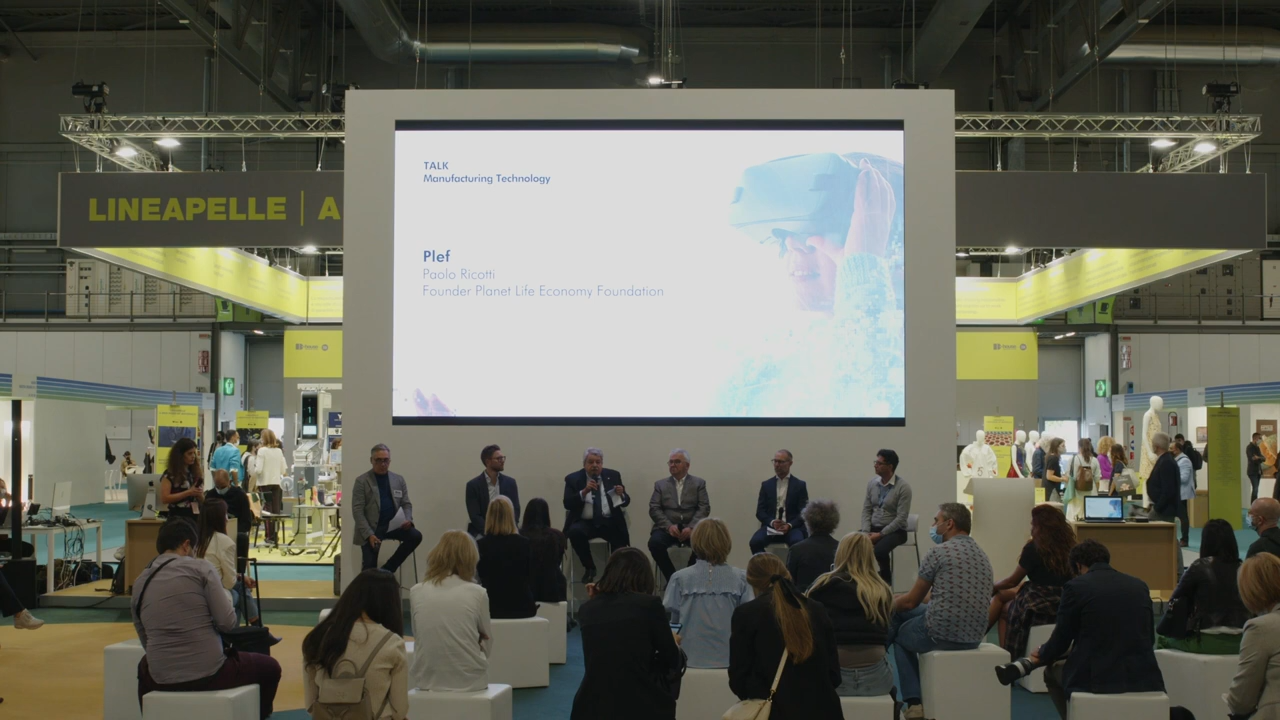 TALK
Manufacturing Technology
LINEAPELLE | A
Plef
Paolo Ricotti
Founder Planet Life Economy Foundation